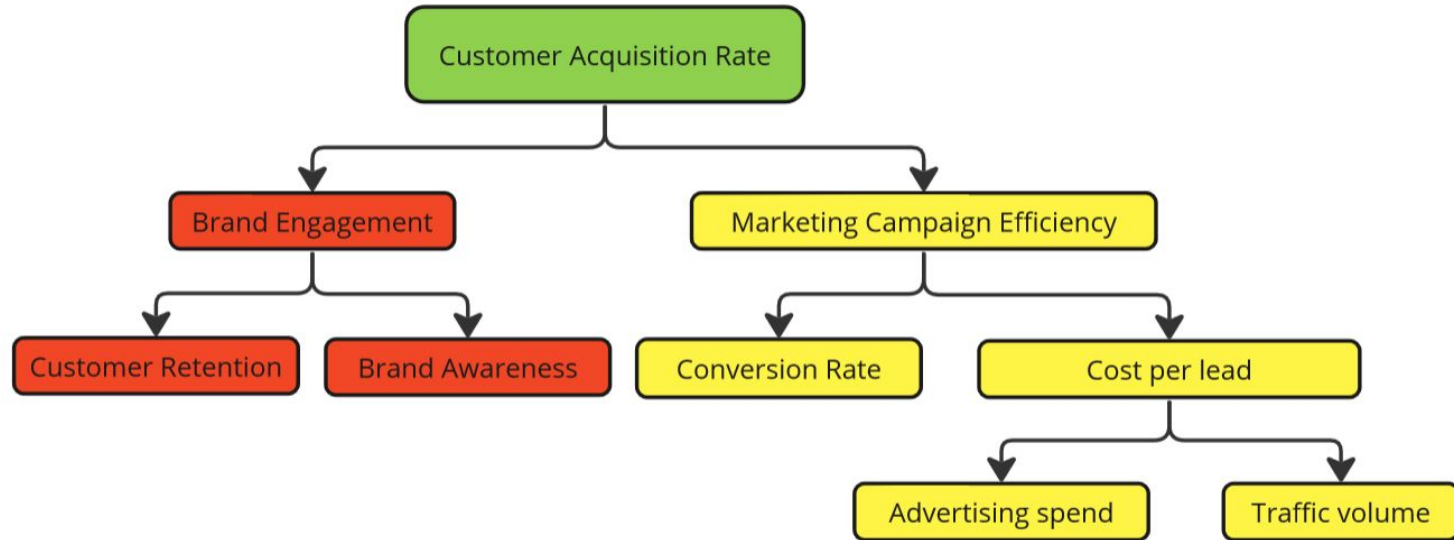 Customer Acquisition Rate
Brand Engagement
Marketing Campaign Efficiency
Customer Retention
Brand Awareness
Conversion Rate
Cost per lead
Advertising spend
Traffic volume